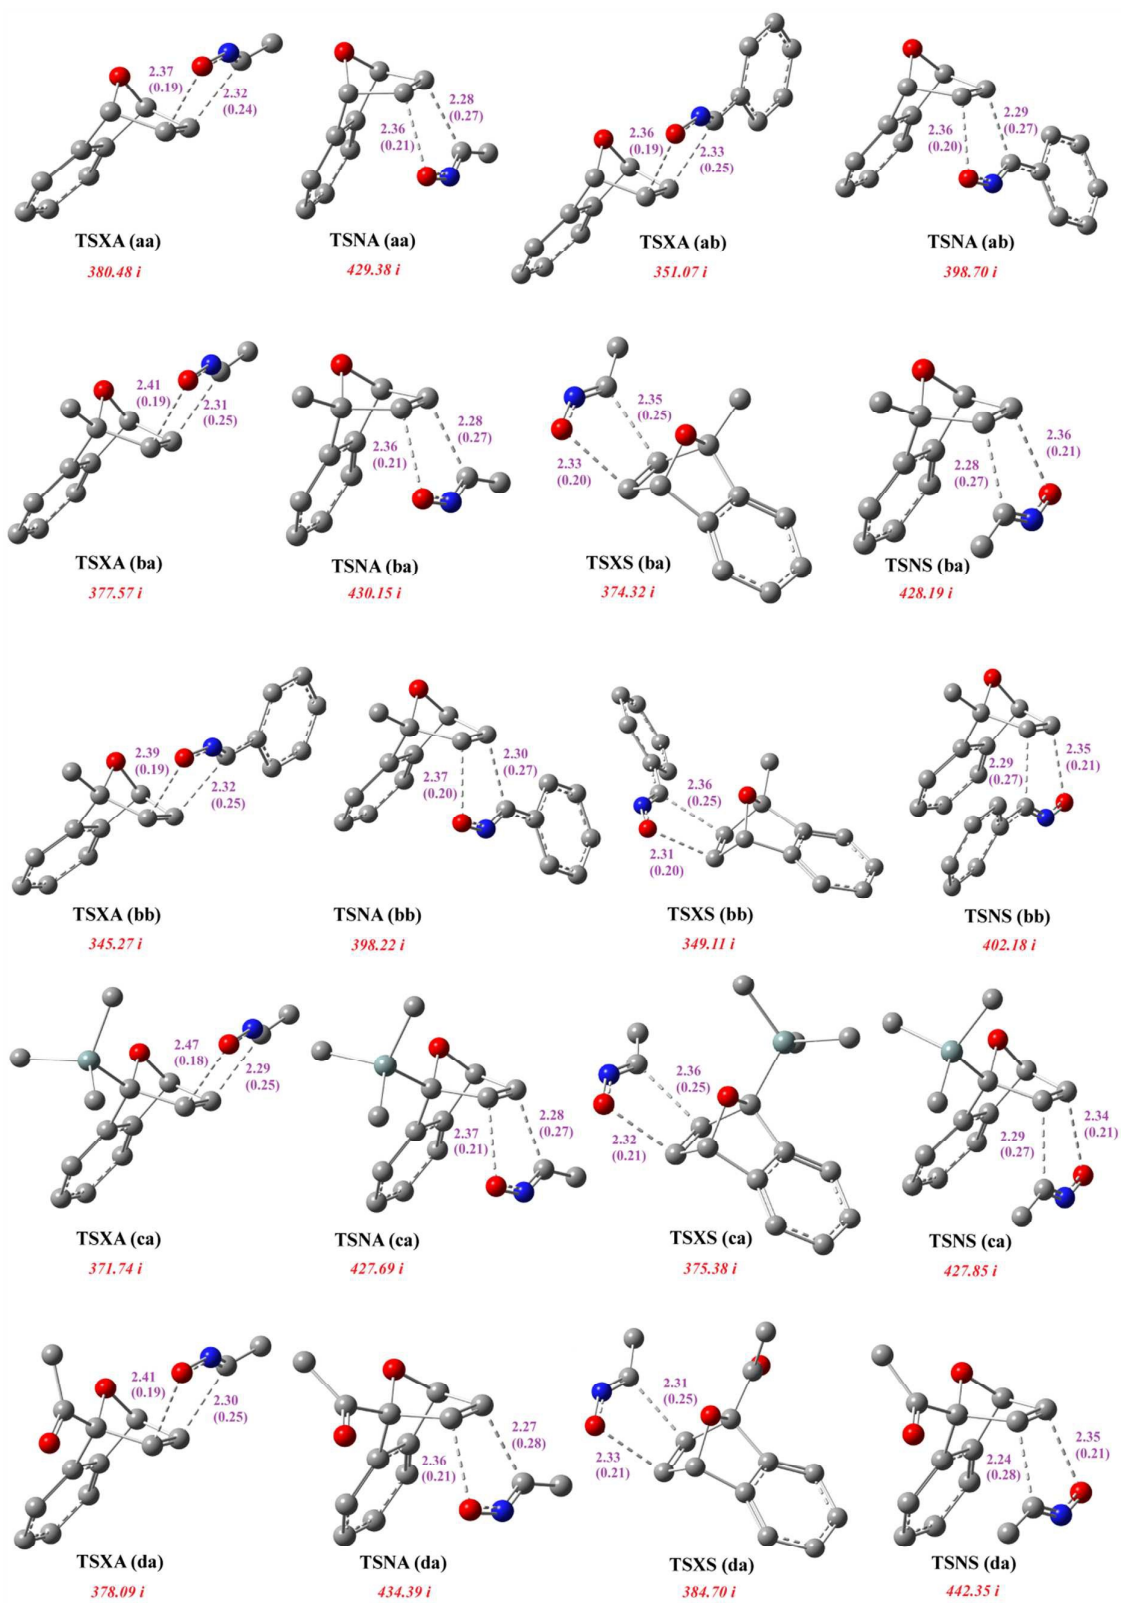 2.37
(0.19)
2.32
(0.24)
TSXA (aa)
380.48 i
2.28
(0.27)
2.36
(0.21)
TSNA (aa)
429.38 i
2.36
(0.19)
2.33
(0.25)
TSXA (ab)
351.07 i
2.29
(0.27)
2.36
(0.20)
TSNA (ab)
398.70 i
2.41
(0.19)
2.31
(0.25)
TSXA (ba)
377.57 i
2.28
(0.27)
2.36
(0.21)
TSNA (ba)
430.15 i
2.35
(0.25)
2.33
(0.20)
TSXS (ba)
374.32 i
2.36
(0.21)
2.28
(0.27)
TSNS (ba)
428.19 i
2.39
(0.19)
2.32
(0.25)
TSXA (bb)
345.27 i
2.30
(0.27)
2.37
(0.20)
TSNA (bb)
398.22 i
2.36
(0.25)
2.31
(0.20)
TSXS (bb)
349.11 i
2.35
(0.21)
2.29
(0.27)
TSNS (bb)
402.18 i
2.47
(0.18)
2.29
(0.25)
TSXA (ca)
371.74 i
2.28
(0.27)
2.37
(0.21)
TSNA (ca)
427.69 i
2.36
(0.25)
2.32
(0.21)
TSXS (ca)
375.38 i
2.34
(0.21)
2.29
(0.27)
TSNS (ca)
427.85 i
2.41
(0.19)
2.30
(0.25)
TSXA (da)
378.09 i
2.27
(0.28)
2.36
(0.21)
TSNA (da)
434.39 i
2.31
(0.25)
2.33
(0.21)
TSXS (da)
384.70 i
2.35
(0.21)
2.24
(0.28)
TSNS (da)
442.35 i